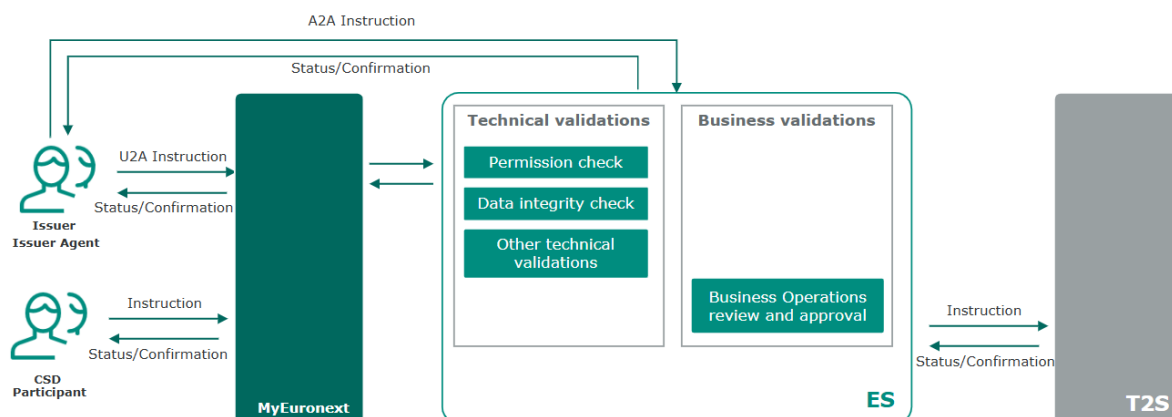 A2A Instruction
Status/Confirmation
Technical validations
Business validations
U2A Instruction
Permission check
Status/Confirmation
Data integrity check
Issuer
Issuer Agent
Other technical
validations
Instruction
Business Operations
review and approval
Instruction
Status/Confirmation
Status/Confirmation
CSD
Participant
MyEuronext
ES
T2S